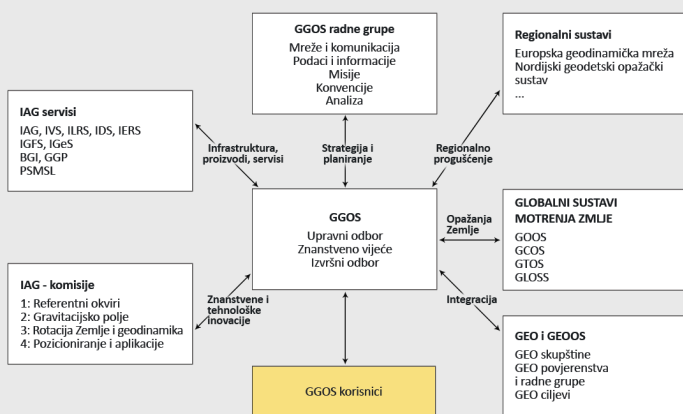 GGOS radne grupe
Mreže i komunikacija
Podaci i informacije
Misije
Konvencije
Analiza
Regionalni sustavi
Europska geodinamička mreža
Nordijski geodetski opažački
sustav
...
IAG servisi
IAG, IVS, ILRS, IDS, IERS
IGFS, IGeS
BGI, GGP
PSMSL
Infrastruktura,
proizvodi, servisi
Strategija i
planiranje
Regionalno
progušćenje
GGOS
Upravni odbor
Znanstveno vijeće
Izvršni odbor
Opažanja
Zemlje
GLOBALNI SUSTAVI
MOTRENJA ZMLJE
GOOS
GCOS
GTOS
GLOSS
IAG - komisije
1: Referentni okviri
2: Gravitacijsko polje
3: Rotacija Zemlje i geodinamika
4: Pozicioniranje i aplikacije
Znanstvene i
tehnološke
inovacije
Integracija
GEO i GEOOS
GEO skupštine
GEO povjerenstva
i radne grupe
GEO ciljevi
GGOS korisnici